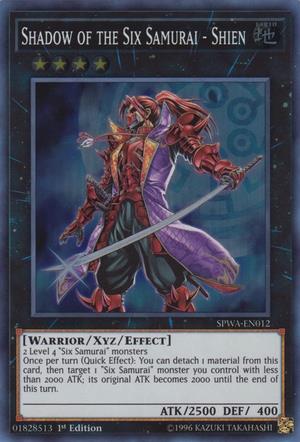 SHADOW OF THE SIX SAMURAI - SHIEN
地
SPWA-EN012
[WARRIOR/XYZ/EFFECT]
2 Level 4 "Six Samurai" monsters
Once per turn (Quick Effect): You can detach 1 material from this
card, then target 1 "Six Samurai" monster you control with less
than 2000 ATK; its original ATK becomes 2000 until the end of
this turn.
ATK/2500 DEF/ 400
01828513 1st Edition ©1996 KAZUKI TAKAHASHI